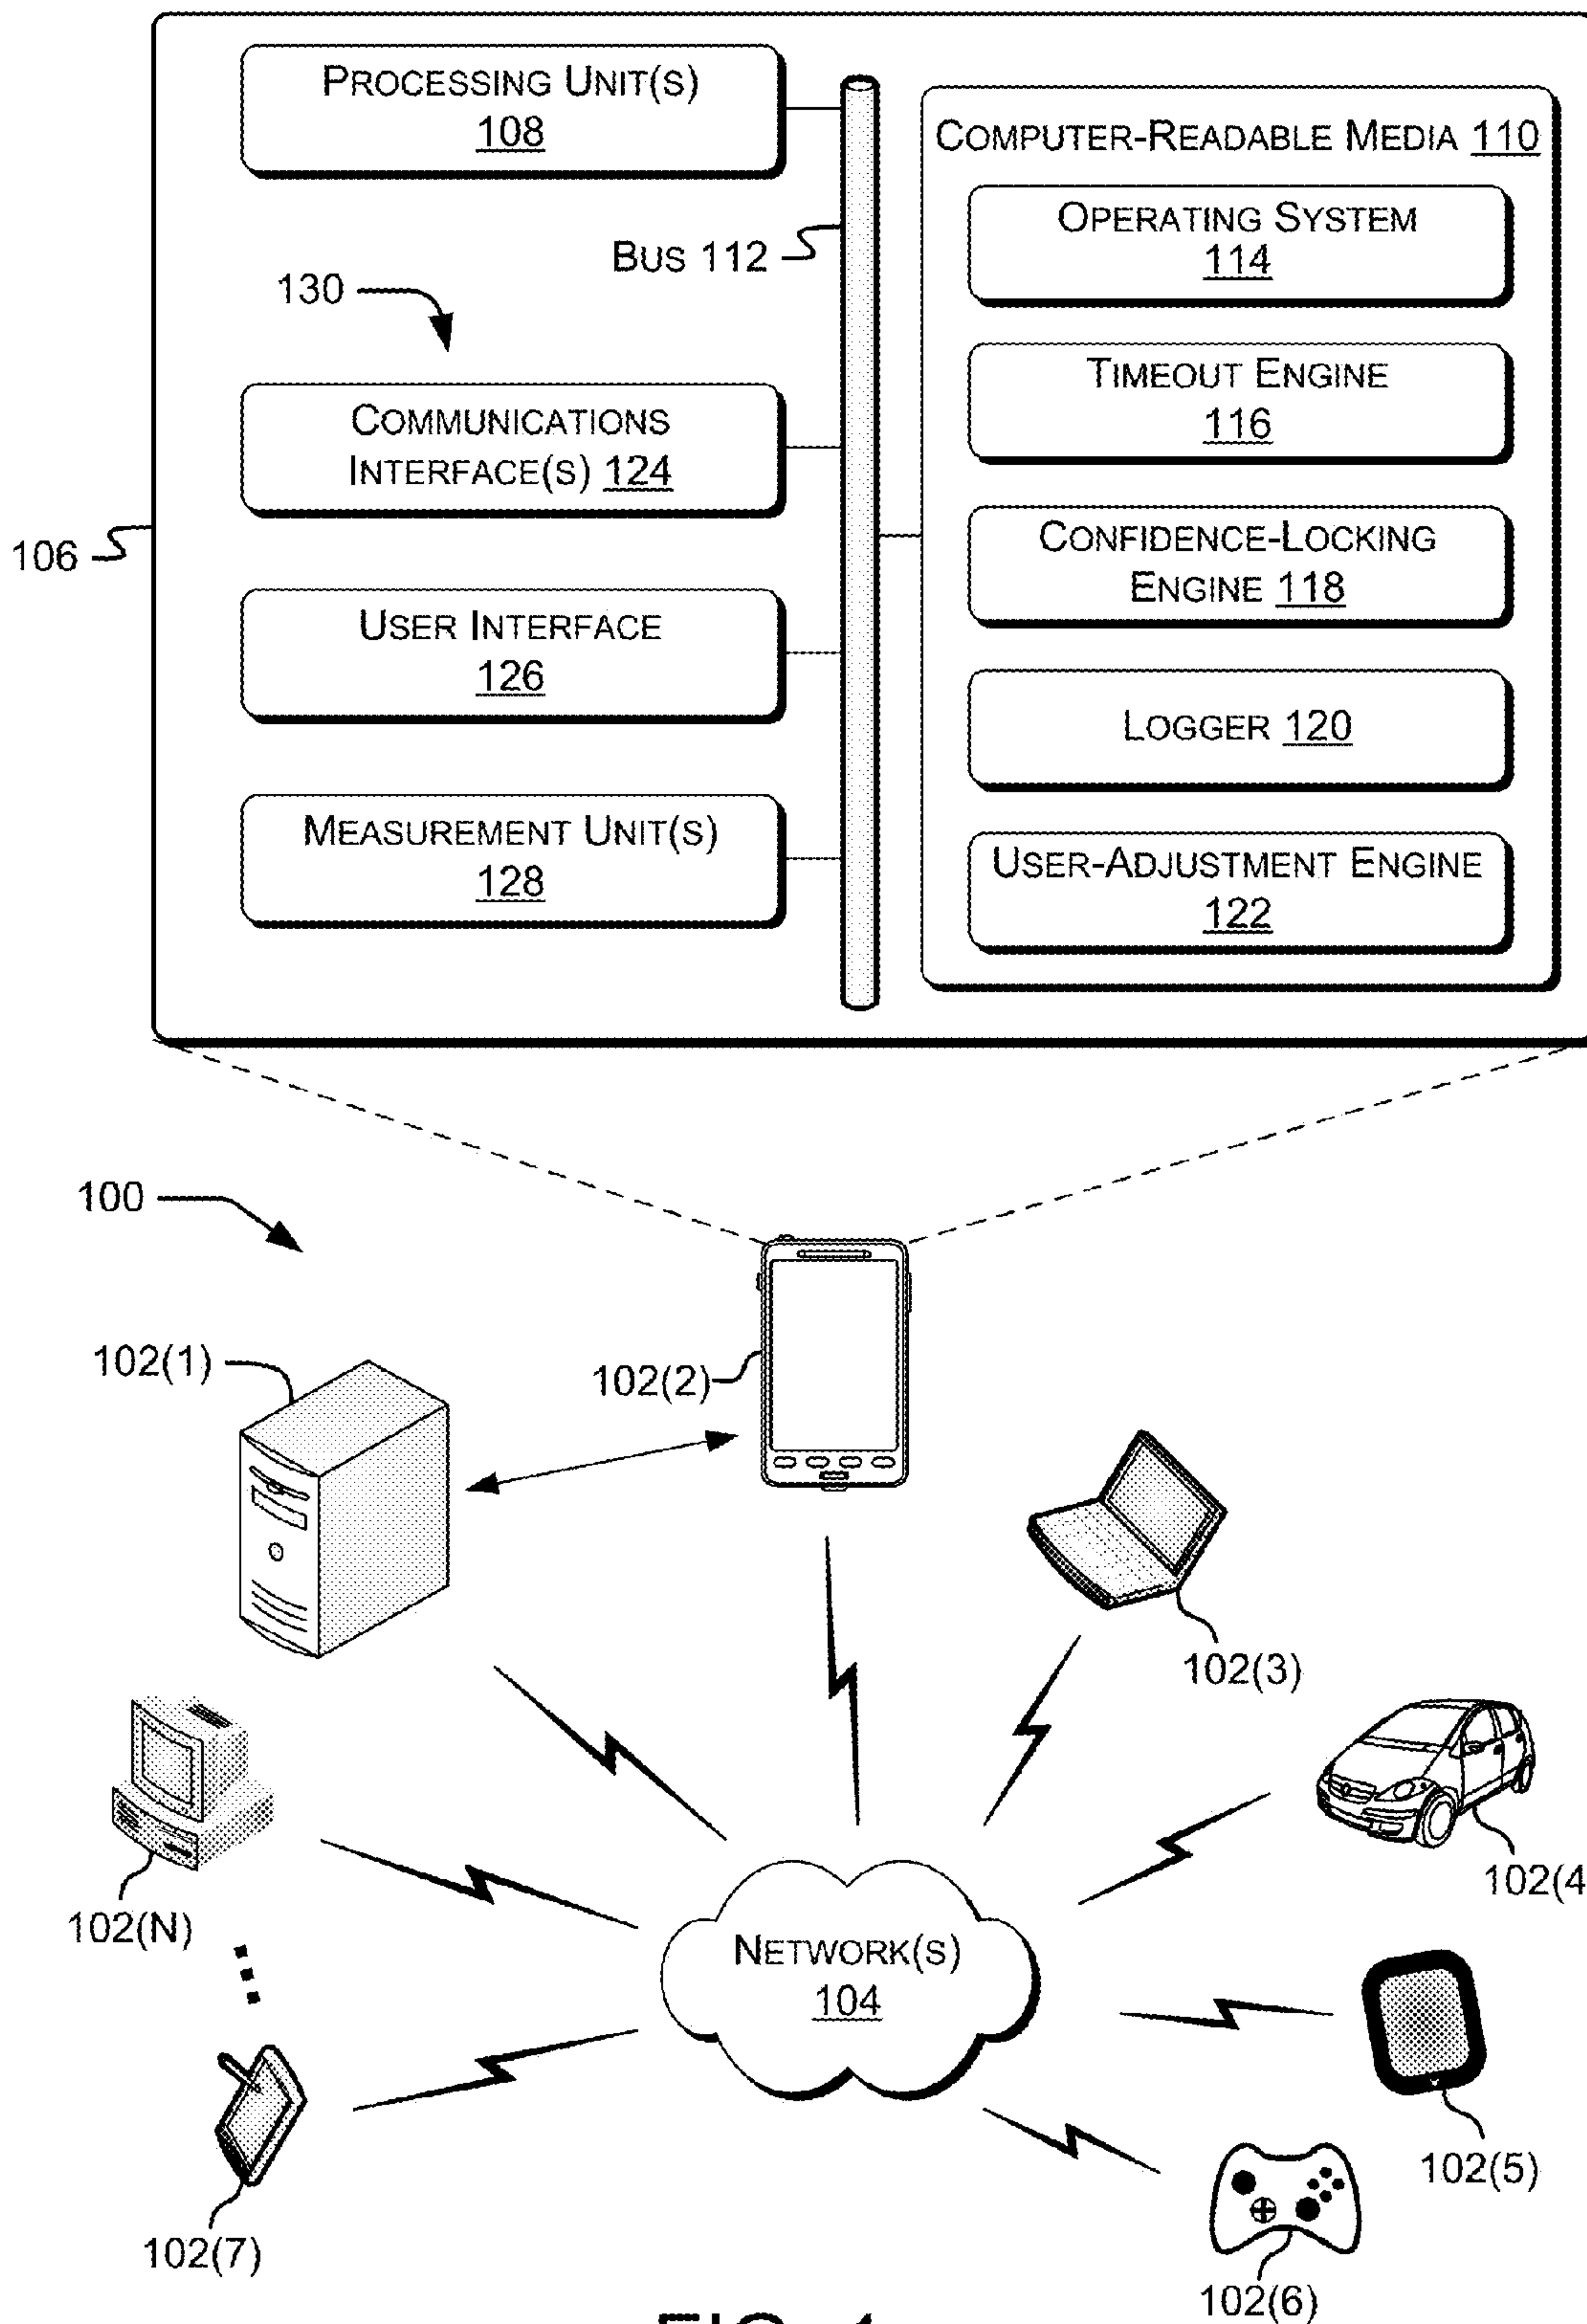 PROCESSING UNIT(S)
108
BUS 112
130
COMMUNICATIONS
INTERFACE(S) 124
106
USER INTERFACE
126
MEASUREMENT UNIT(S)
128
COMPUTER-READABLE MEDIA 110
OPERATING SYSTEM
114
TIMEOUT ENGINE
116
CONFIDENCE-LOCKING
ENGINE 118
LOGGER 120
USER-ADJUSTMENT ENGINE
122
100
102(1)
102(2)
102(3)
102(4
102(N)
NETWORK(S)
104
102(5)
102(7)
102(6)